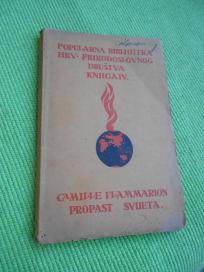 POPULARNA BIBLIOTEKA
HRV. PRIRODOSLOVNOG
DRUŠTVA
KNJIGA IV.
CAMILLE FLAMMARION
PROPAST SVIJETA.